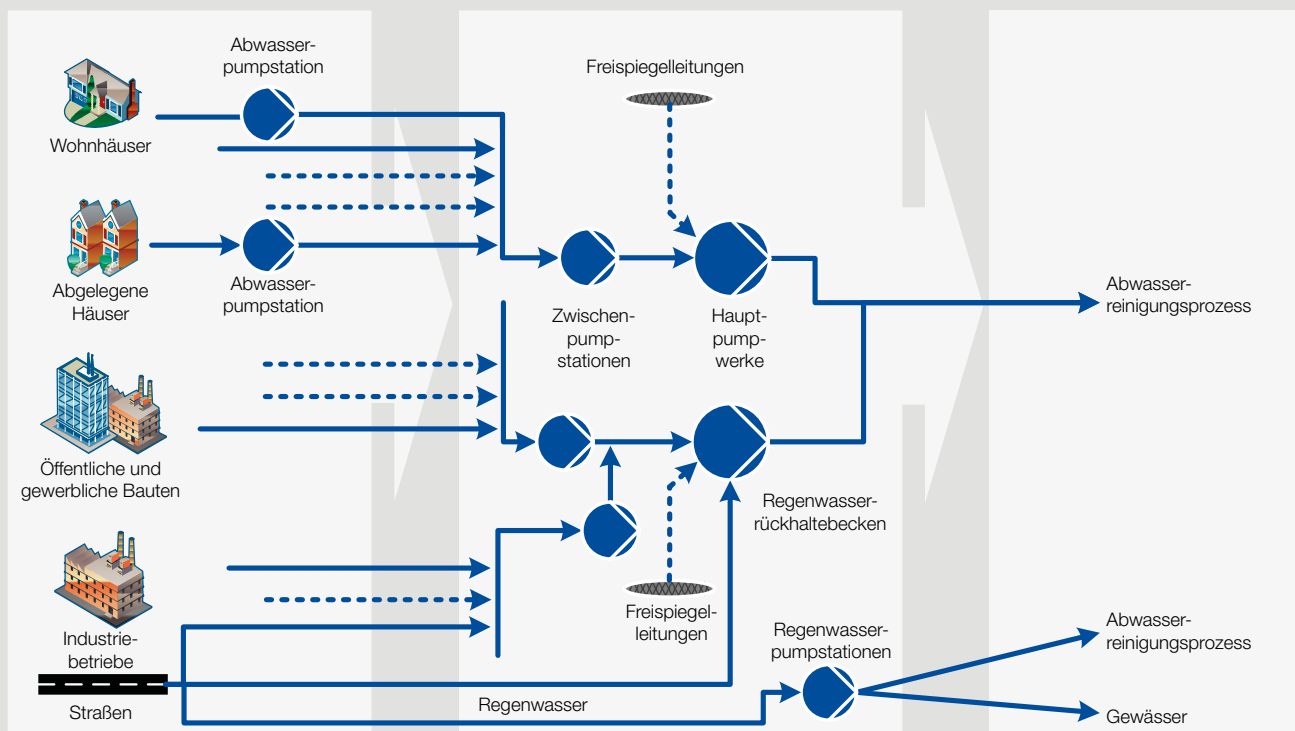 Abwasser-
pumpstation
Wohnhäuser
Freispiegelleitungen
Abgelegene
Häuser
Abwasser-
pumpstation
Zwischen-
pump-
stationen
Haupt-
pump-
werke
Abwasser-
reinigungsprozess
Öffentliche und
gewerbliche Bauten
Regenwasser-
rückhaltebecken
Industrie-
betriebe
Freispiegel-
leitungen
Regenwasser-
pumpstationen
Abwasser-
reinigungsprozess
Straßen
Regenwasser
Gewässer